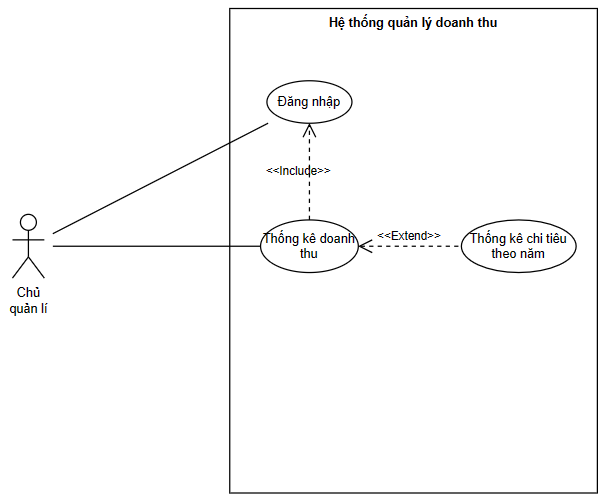 Hệ thống quản lý doanh thu
Đăng nhập
<<Include>>
Thống kê doanh
thu
<<Extend>>
Thống kê chi tiêu
theo năm
Chủ
quản lí